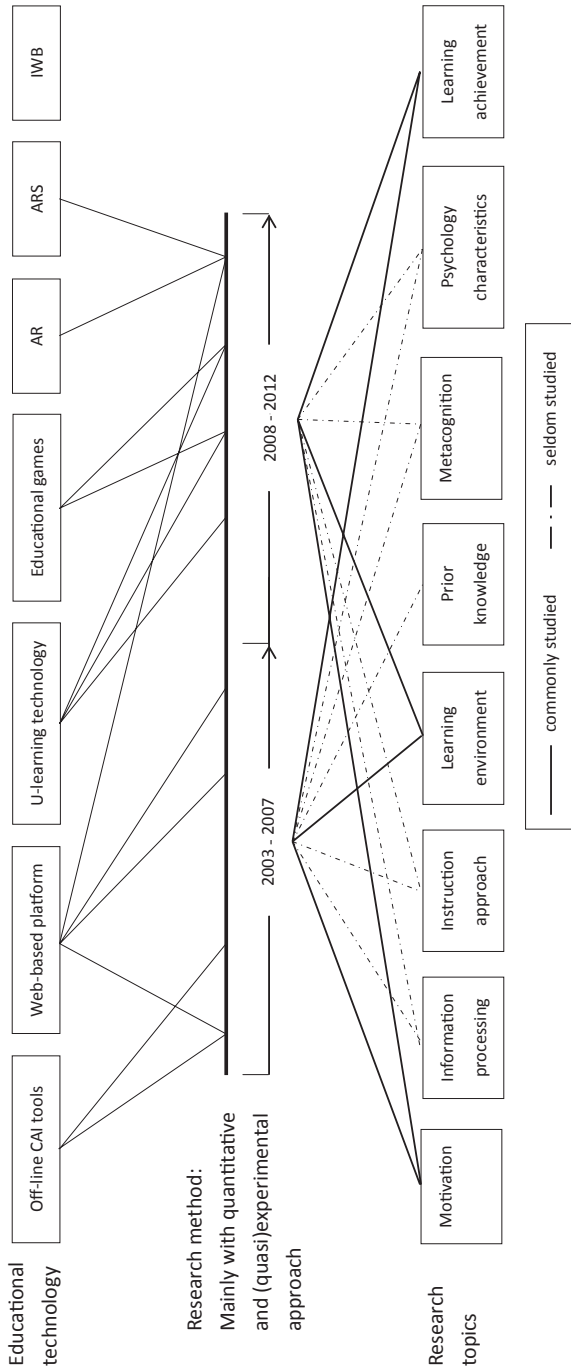 Educational
technology
Off-line CAI tools
Web-based platform
U-learning technology
Educational games
AR
ARS
IWB
Research method:
Mainly with quantitative
and (quasi)experimental
approach
2003 - 2007
2008 - 2012
Research
topics
Motivation
Information
processing
Instruction
approach
Learning
environment
Prior
knowledge
Metacognition
Psychology
characteristics
Learning
achievement
commonly studied
seldom studied